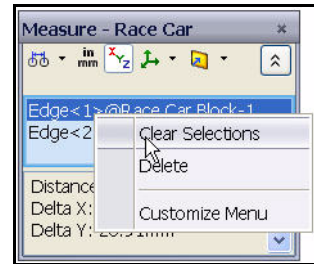 Measure - Race Car
in
mm
XYZ
Edge<1>@Race Car Block-1
Edge<2
Clear Selections
Delete
Customize Menu
Distance
Delta X:
Delta Y: